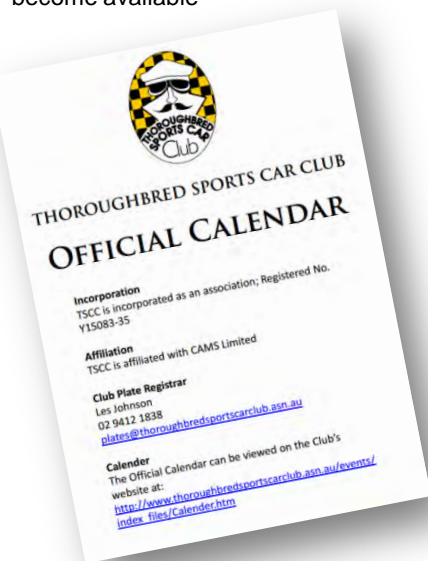 become available
THOROUGHBRED
SPORTS CAR
Club
THOROUGHBRED SPORTS CAR CLUB
OFFICIAL CALENDAR
Incorporation
TSCC is incorporated as an association; Registered No.
Y15083-35
Affiliation
TSCC is affiliated with CAMS Limited
Club Plate Registrar
Les Johnson
02 9412 1838
plates@thoroughbredsportscarclub.asn.au
Calender
The Official Calendar can be viewed on the Club's
website at:
http://www.thoroughbredsportscarclub.asn.au/events/
index_files/Calender.htm